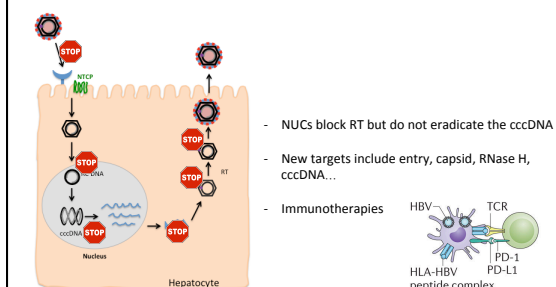 STOP
NTCP
STOP
DNA
cccDNA
STOP
Nucleus
STOP
STOP
STOP
RT
Hepatocyte
- NUCs block RT but do not eradicate the cccDNA
- New targets include entry, capsid, RNase H,
cccDNA…
- Immunotherapies
HBV
TCR
PD-1
PD-L1
HLA-HBV
peptide complex